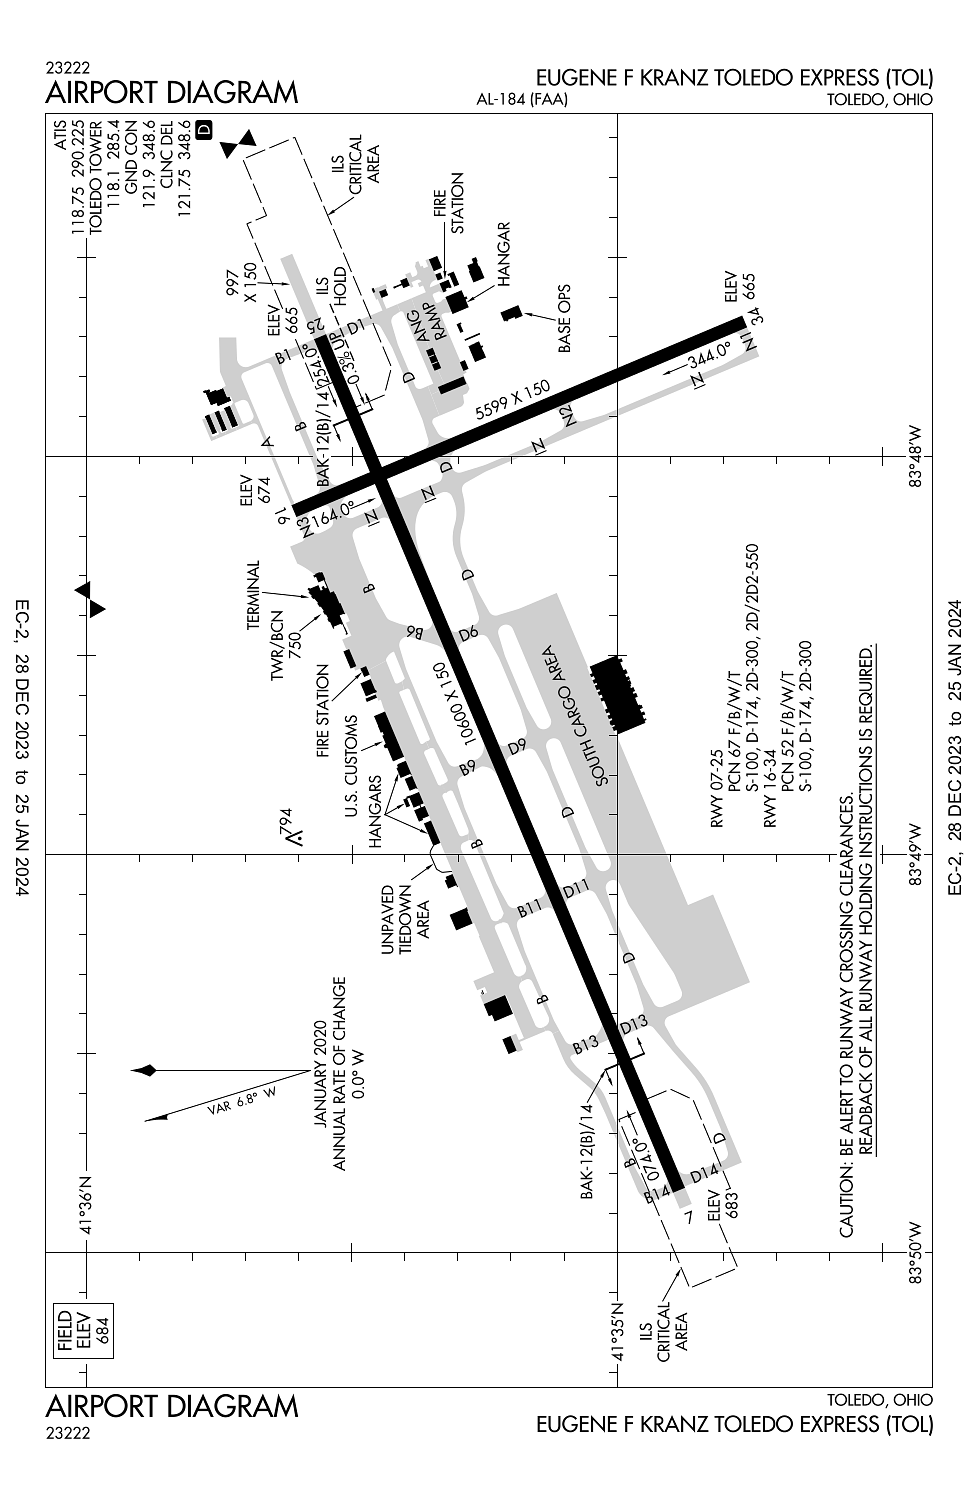 23222
AIRPORT DIAGRAM
AL-184 (FAA)
EUGENE F KRANZ TOLEDO EXPRESS (TOL)
TOLEDO, OHIO
ATIS
118.75 290.225
TOLEDO TOWER
118.1 285.4
GND CON
121.9 348.6
CLNC DEL
121.75 348.6
D
ILS
CRITICAL
AREA
FIRE
STATION
HANGAR
BASE OPS
997
X 150
ILS
HOLD
ELEV
665
25
D1
B1
ANG
RAMP
254.0°
0.3% UP
BAK-12(B)/14
D
B
A
ELEV
665
34
N1
344.0°
N
5599 X 150
N2
N
D
N
N
ELEV
674
16
N3
164.0°
83°48'W
TERMINAL
TWR/BCN
750
B
D
B6
D6
FIRE STATION
10600 X 150
SOUTH CARGO AREA
U.S. CUSTOMS
B9
D9
HANGARS
794
B
D
RWY 07-25
PCN 67 F/B/W/T
S-100, D-174, 2D-300, 2D/2D2-550
RWY 16-34
PCN 52 F/B/W/T
S-100, D-174, 2D-300
83°49'W
UNPAVED
TIEDOWN
AREA
B11
D11
D
B
B13
D13
JANUARY 2020
ANNUAL RATE OF CHANGE
0.0° W
VAR 6.8° W
BAK-12(B)/14
B
074.0°
D
B14
D14
7
ELEV
683
CAUTION: BE ALERT TO RUNWAY CROSSING CLEARANCES.
READBACK OF ALL RUNWAY HOLDING INSTRUCTIONS IS REQUIRED.
41°36'N
83°50'W
41°35'N
ILS
CRITICAL
AREA
FIELD
ELEV
684
EC-2, 28 DEC 2023 to 25 JAN 2024
EC-2, 28 DEC 2023 to 25 JAN 2024
AIRPORT DIAGRAM
23222
TOLEDO, OHIO
EUGENE F KRANZ TOLEDO EXPRESS (TOL)